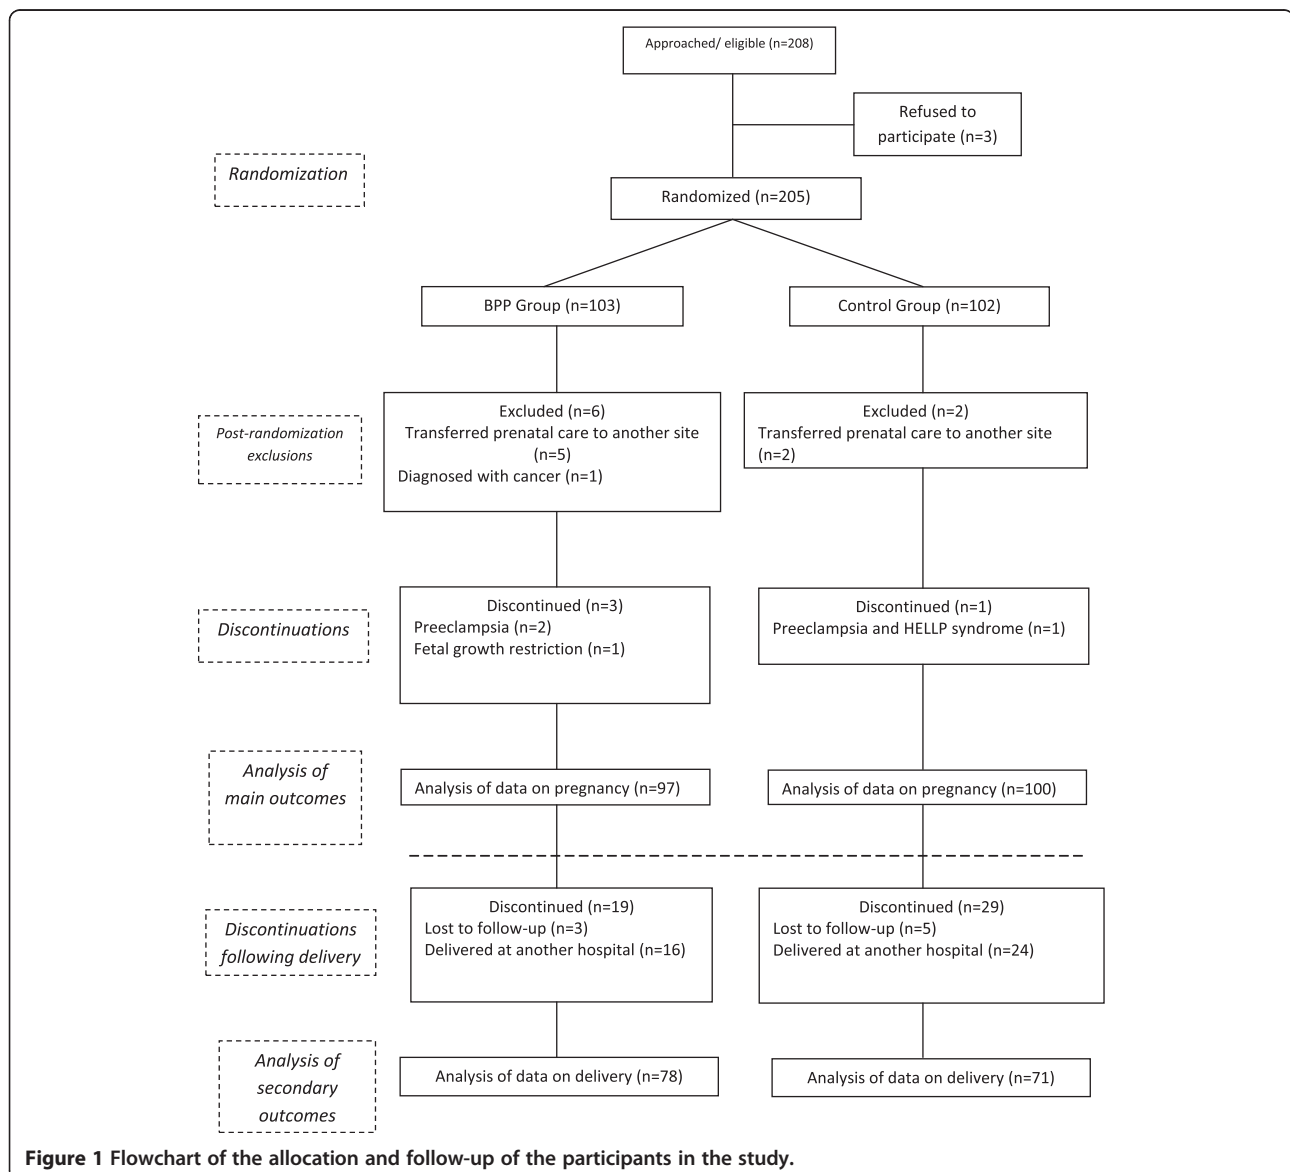 Approached/ eligible (n=208)
Refused to
participate (n=3)
Randomization
Randomized (n=205)
BPP Group (n=103)
Control Group (n=102)
Post-randomization
exclusions
Excluded (n=6)
Transferred prenatal care to another site
(n=5)
Diagnosed with cancer (n=1)
Excluded (n=2)
Transferred prenatal care to another site
(n=2)
Discontinuations
Discontinued (n=3)
Preeclampsia (n=2)
Fetal growth restriction (n=1)
Discontinued (n=1)
Preeclampsia and HELLP syndrome (n=1)
Analysis of
main outcomes
Analysis of data on pregnancy (n=97)
Analysis of data on pregnancy (n=100)
Discontinuations
following delivery
Discontinued (n=19)
Lost to follow-up (n=3)
Delivered at another hospital (n=16)
Discontinued (n=29)
Lost to follow-up (n=5)
Delivered at another hospital (n=24)
Analysis of
secondary
outcomes
Analysis of data on delivery (n=78)
Analysis of data on delivery (n=71)
Figure 1 Flowchart of the allocation and follow-up of the participants in the study.